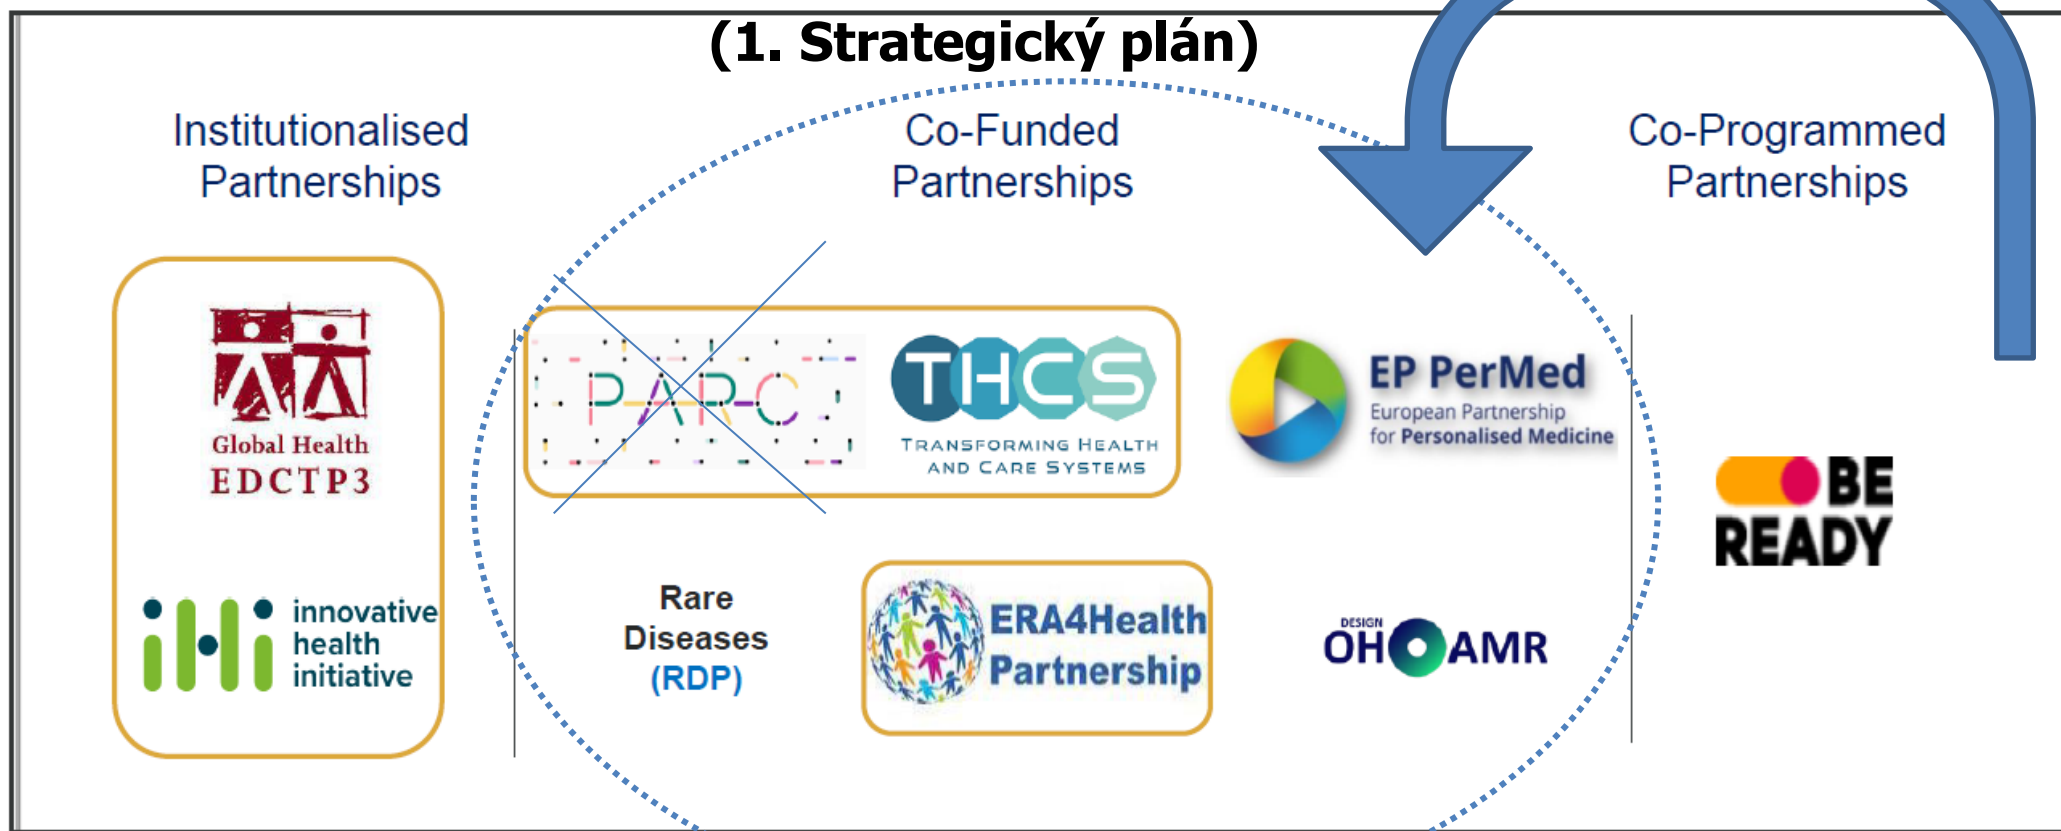 (1. Strategický plán)
Institutionalised
Partnerships
Co-Funded
Partnerships
Co-Programmed
Partnerships
Global Health
EDCTP3
innovative
health
initiative
PARC
THCS
TRANSFORMING HEALTH
AND CARE SYSTEMS
EP PerMed
European Partnership
for Personalised Medicine
Rare
Diseases
(RDP)
ERA4Health
Partnership
DESIGN
OH AMR
BE
READY